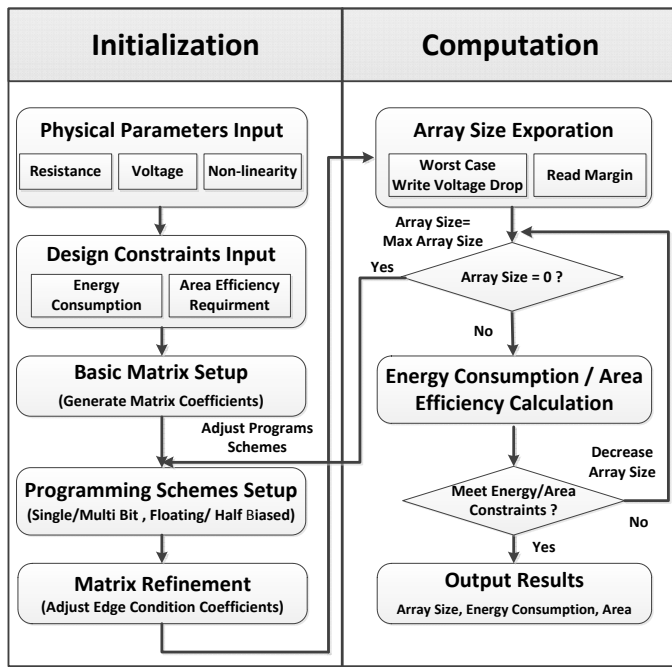 Initialization
Physical Parameters Input
Resistance
Voltage
Non-linearity
Design Constraints Input
Energy
Consumption
Area Efficiency
Requirment
Basic Matrix Setup
(Generate Matrix Coefficients)
Adjust Programs
Schemes
Programming Schemes Setup
(Single/Multi Bit , Floating/ Half Biased)
Matrix Refinement
(Adjust Edge Condition Coefficients)
Computation
Array Size Exporation
Worst Case
Write Voltage Drop
Read Margin
Array Size=
Max Array Size
Yes
Array Size = 0 ?
No
Energy Consumption / Area
Efficiency Calculation
Decrease
Array Size
Meet Energy/Area
Constraints ?
No
Yes
Output Results
Array Size, Energy Consumption, Area